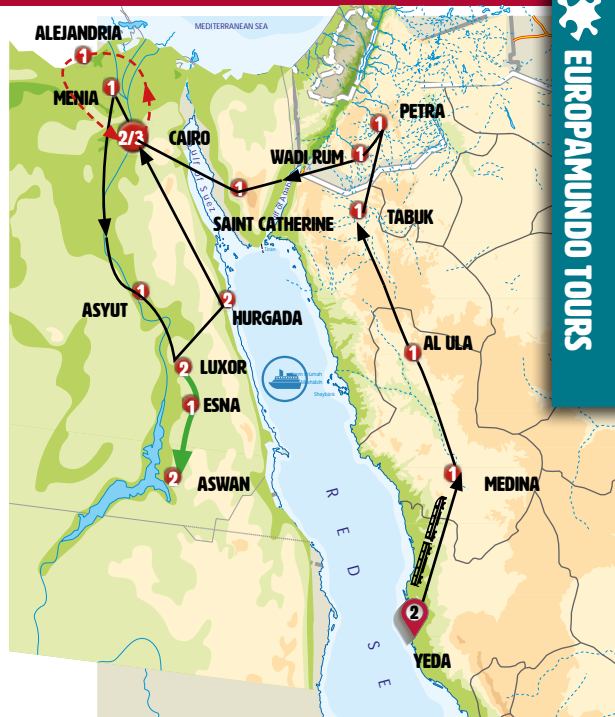 MEDITERRANEAN SEA
ALEJANDRIA
1
MENIA
1
2/3
CAIRO
PETRA
1
WADI RUM
1
1
SAINT CATHERINE
TABUK
1
ASYUT
1
2
HURGADA
AL ULA
1
2
LUXOR
1
ESNA
2
ASWAN
1
MEDINA
2
YEDA
RED SE
EUROPAMUNDO TOURS